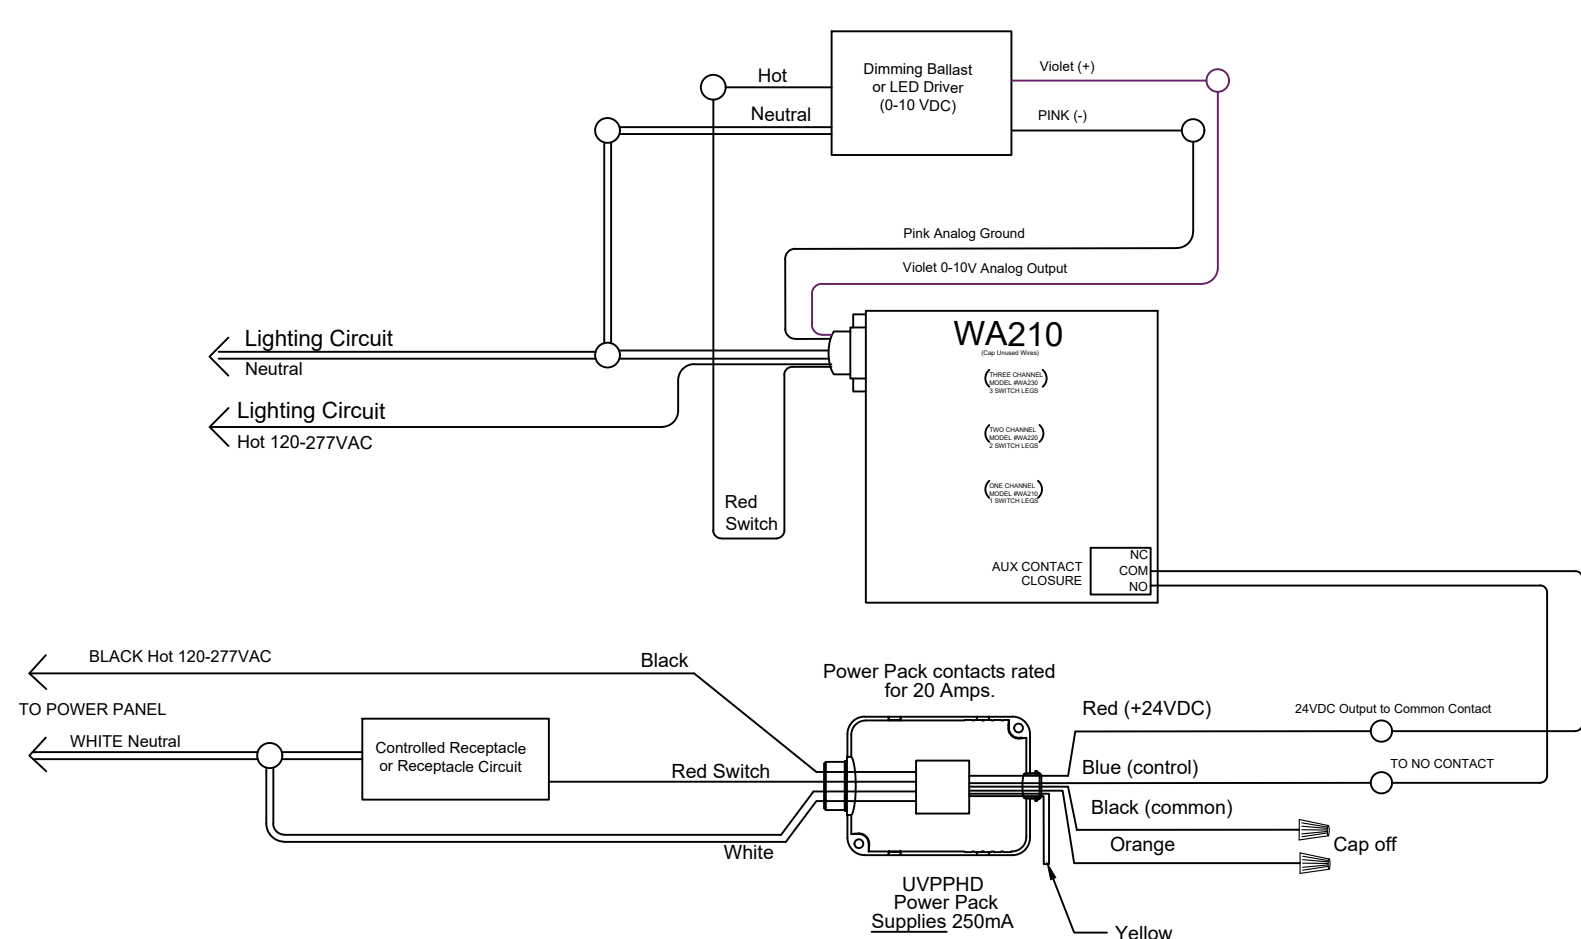 Hot
Neutral
Dimming Ballast
or LED Driver
(0-10 VDC)
Violet (+)
PINK (-)
Pink Analog Ground
Violet 0-10V Analog Output
Lighting Circuit
Neutral
Lighting Circuit
Hot 120-277VAC
Red
Switch
WA210
(Cap Unused Wires)
THREE CHANNEL
MODEL #WA230
3 SWITCH LEGS
TWO CHANNEL
MODEL #WA220
2 SWITCH LEGS
ONE CHANNEL
MODEL #WA210
1 SWITCH LEGS
AUX CONTACT
CLOSURE
NC
COM
NO
BLACK Hot 120-277VAC
Black
TO POWER PANEL
WHITE Neutral
Controlled Receptacle
or Receptacle Circuit
Red Switch
White
Power Pack contacts rated
for 20 Amps.
Red (+24VDC)
24VDC Output to Common Contact
Blue (control)
TO NO CONTACT
Black (common)
Orange
Cap off
UVPPHD
Power Pack
Supplies 250mA
Yellow